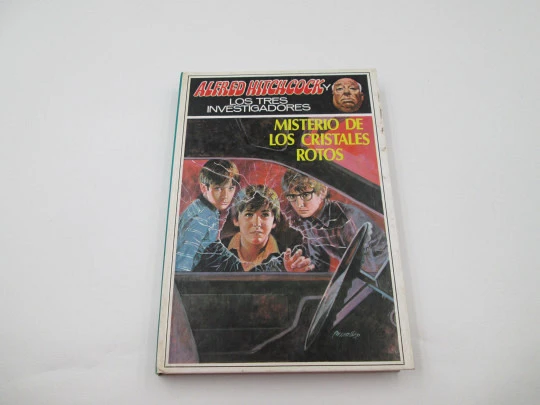 ALFRED HITCHCOCK Y
LOS TRES
INVESTIGADORES
MISTERIO DE
LOS CRISTALES
ROTOS